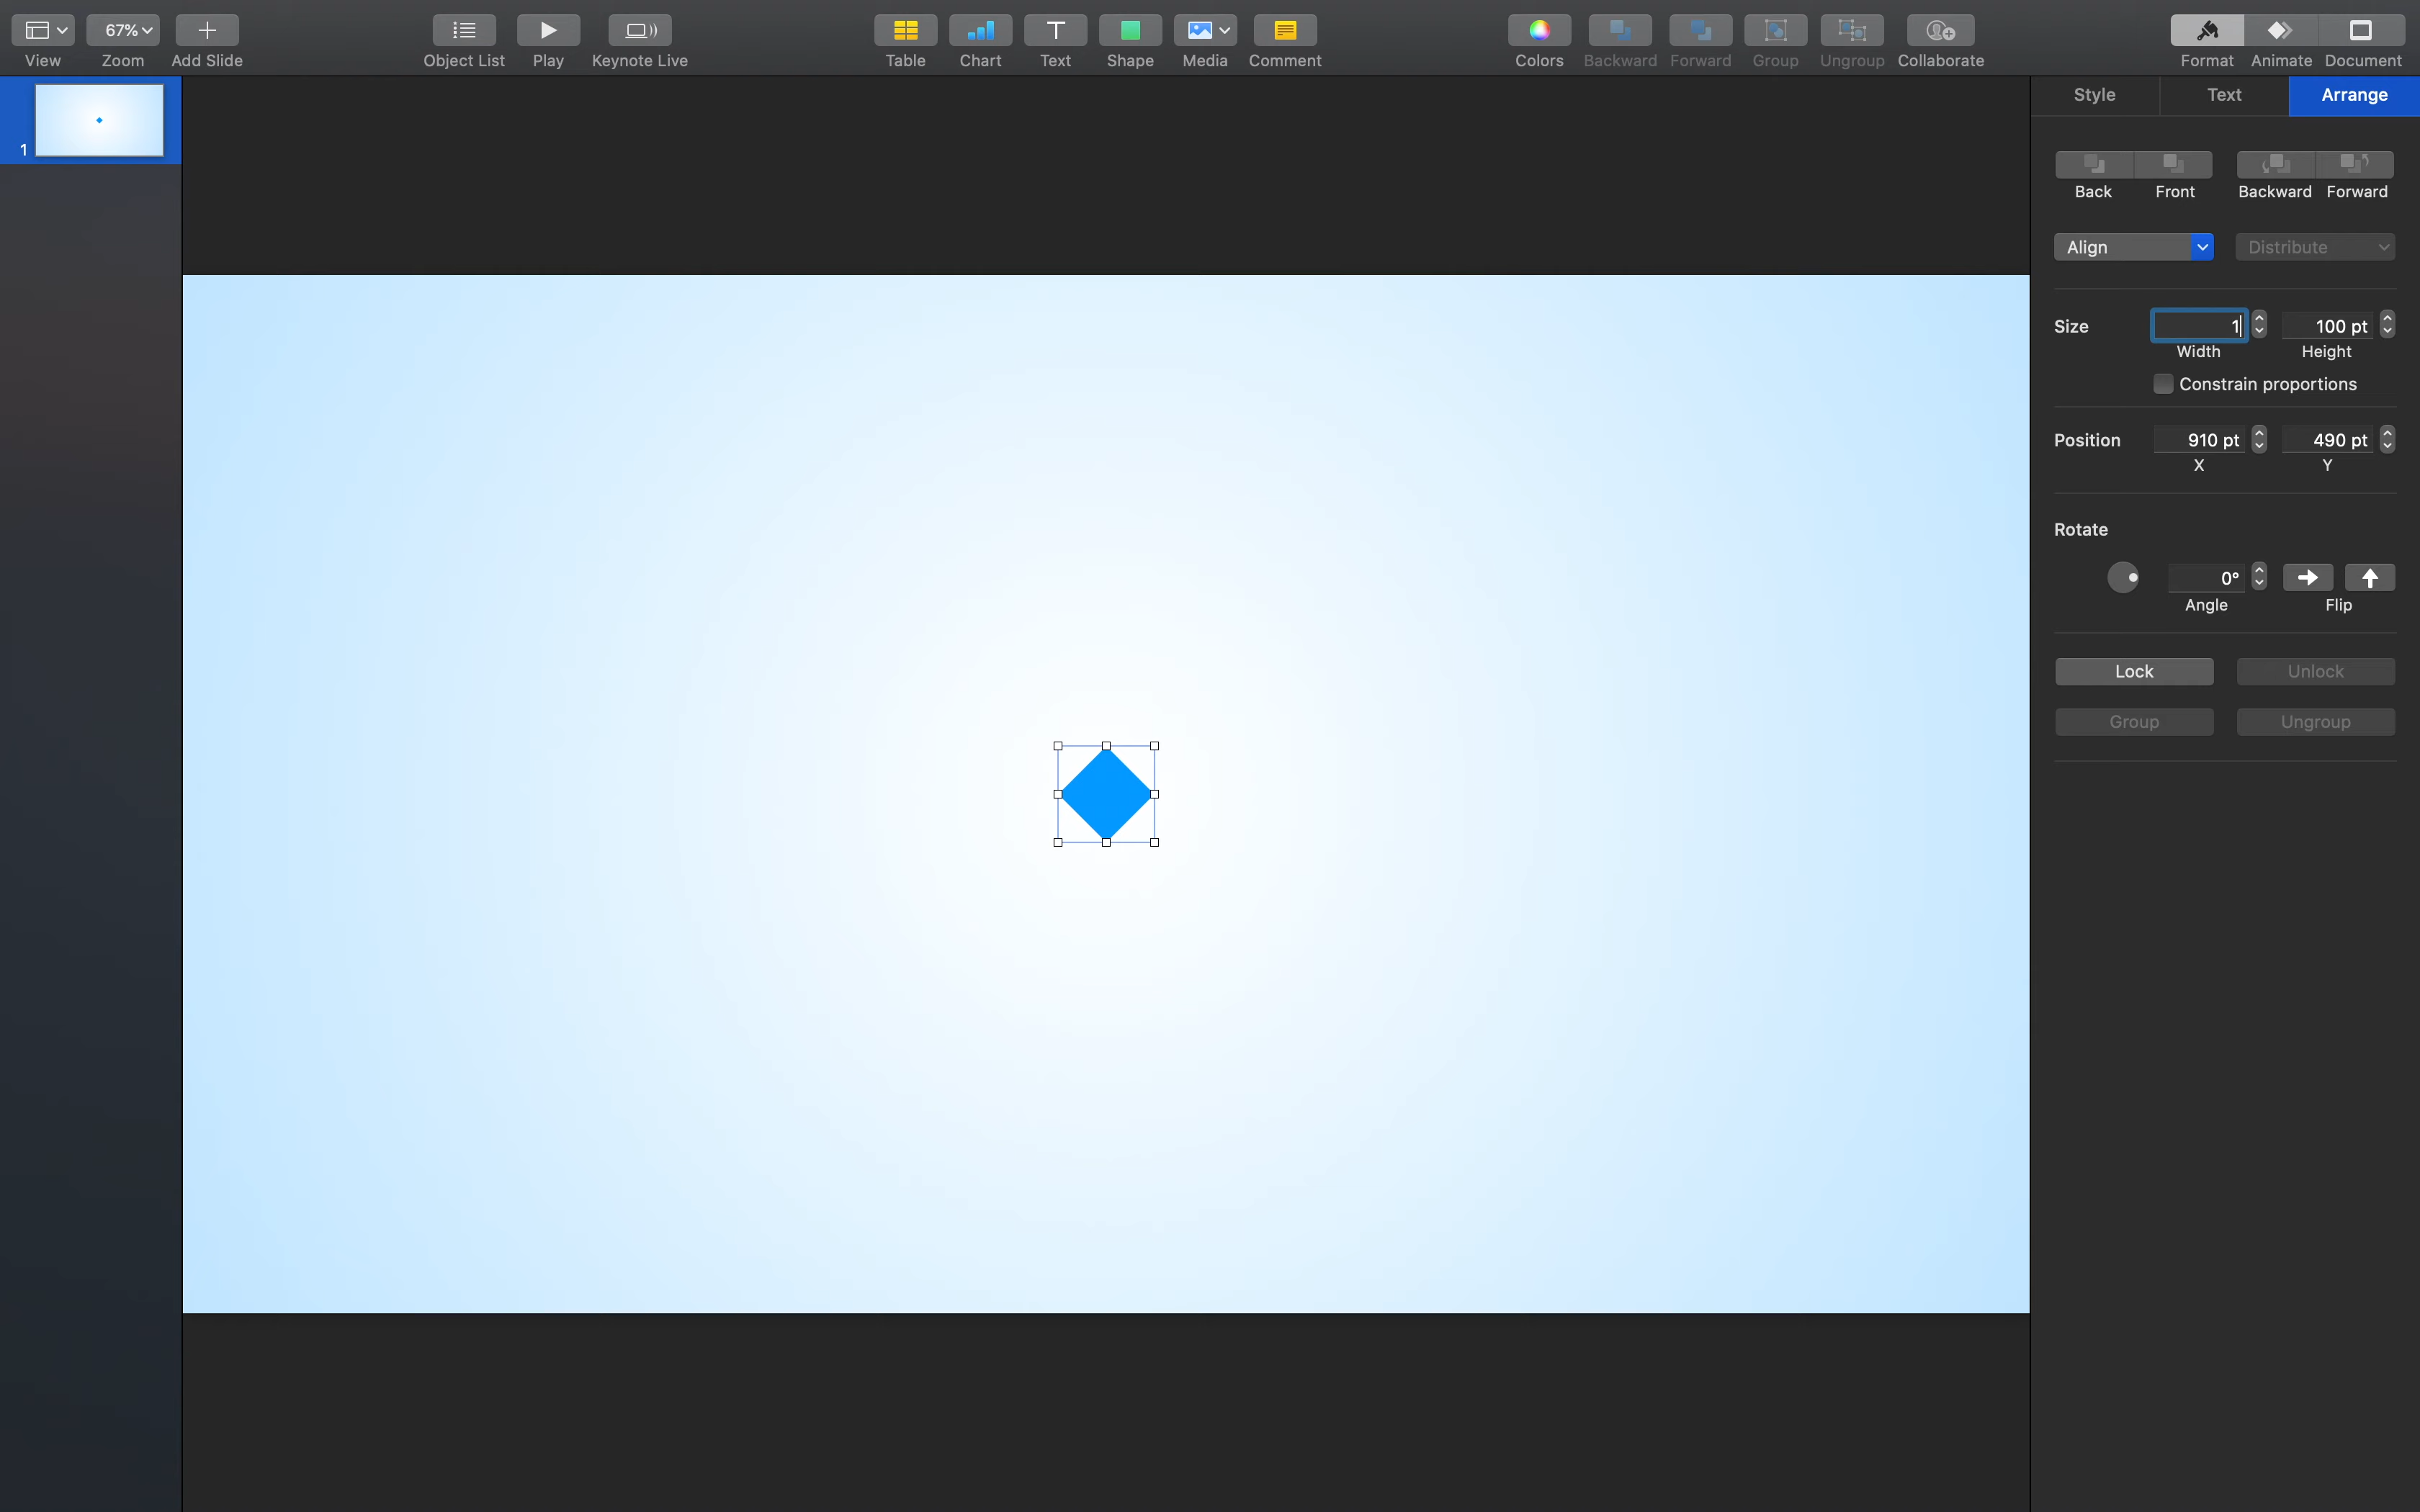 67%
View Zoom Add Slide Object List Play Keynote Live Table Chart Text Shape Media Comment Colors Backward Forward Group Ungroup Collaborate Format Animate Document
Style Text Arrange
1
Back Front Backward Forward
Align Distribute
Size 1 100 pt
Width Height
Constrain proportions
Position 910 pt 490 pt
X Y
Rotate
0°
Angle Flip
Lock Unlock
Group Ungroup